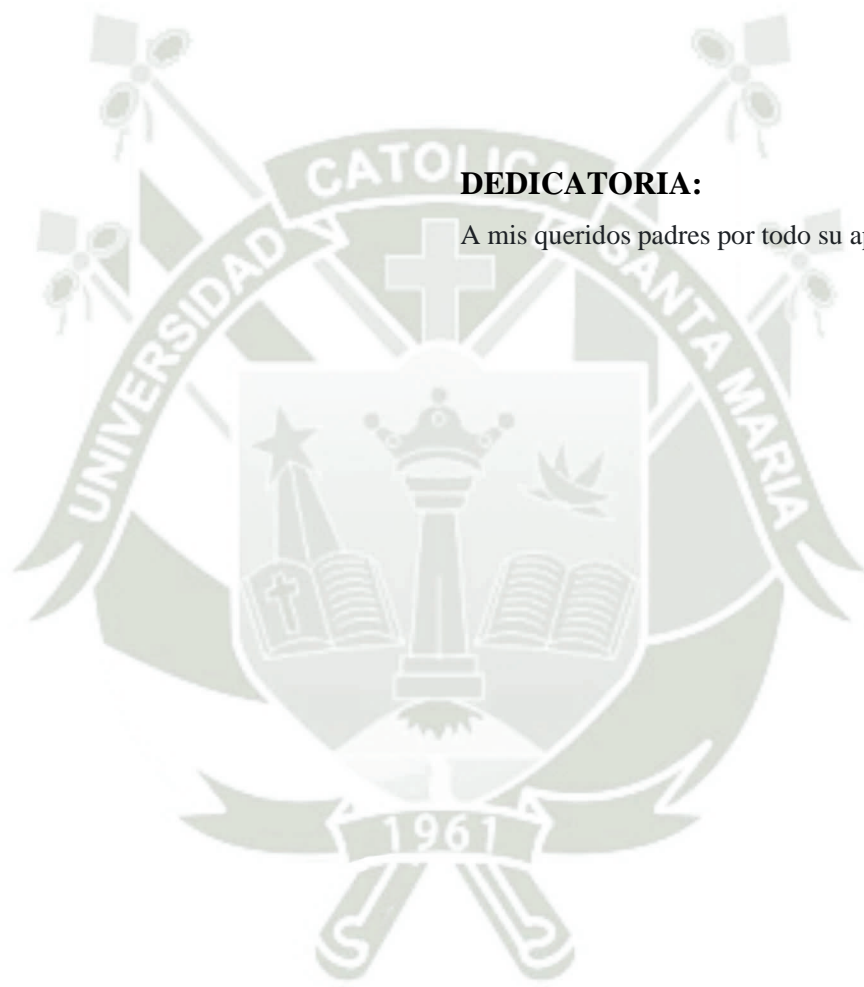 DEDICATORIA:
A mis queridos padres por todo su
UNIVERSIDAD CATOLICA SANTA MARIA
1961